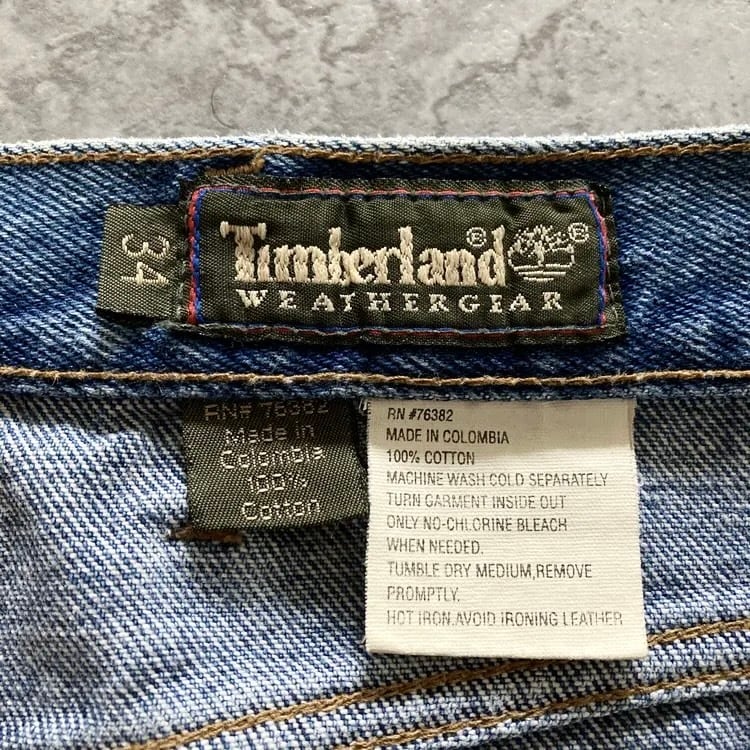 34
Timberland®
®
WEATHERGEAR
RN# 76382
Made in
Colombia
100%
Cotton
RN #76382
MADE IN COLOMBIA
100% COTTON
MACHINE WASH COLD SEPARATELY
TURN GARMENT INSIDE OUT
ONLY NO-CHLORINE BLEACH
WHEN NEEDED.
TUMBLE DRY MEDIUM,REMOVE
PROMPTLY.
HOT IRON.AVOID IRONING LEATHER